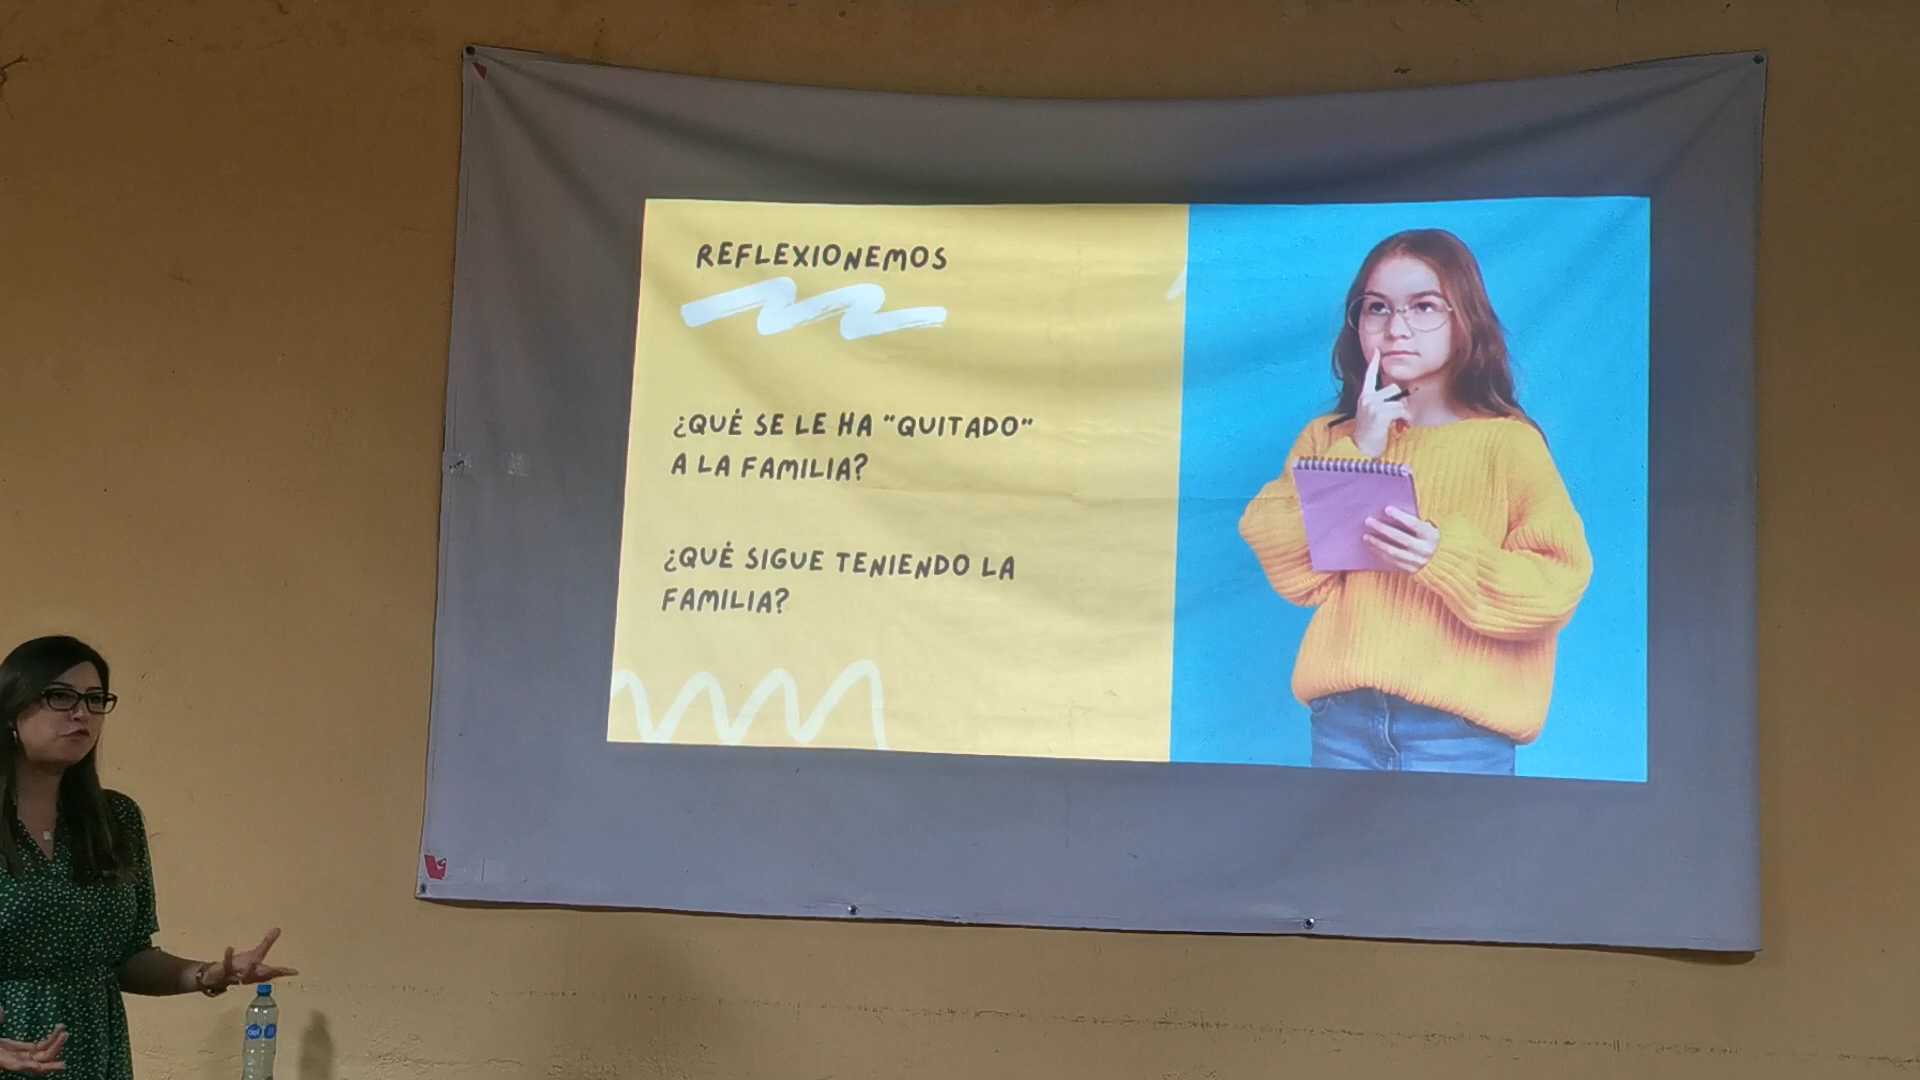 REFLEXIONEMOS
¿QUÉ SE LE HA "QUITADO"
A LA FAMILIA?
¿QUÉ SIGUE TENIENDO LA
FAMILIA?